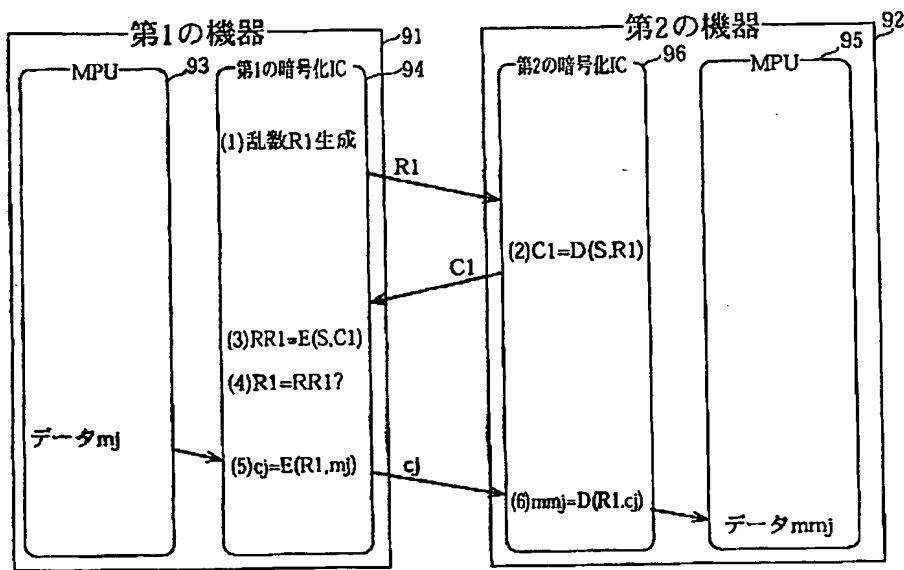 第1の機器
91
MPU
93
第1の暗号化IC
94
(1)乱数R1生成
R1
(2)C1=D(S,R1)
C1
(3)RR1=E(S,C1)
(4)R1=RR1?
データmj
(5)cj=E(R1,mj)
cj
(6)mmj=D(R1,cj)
データmmj
第2の機器
92
第2の暗号化IC
96
MPU
95